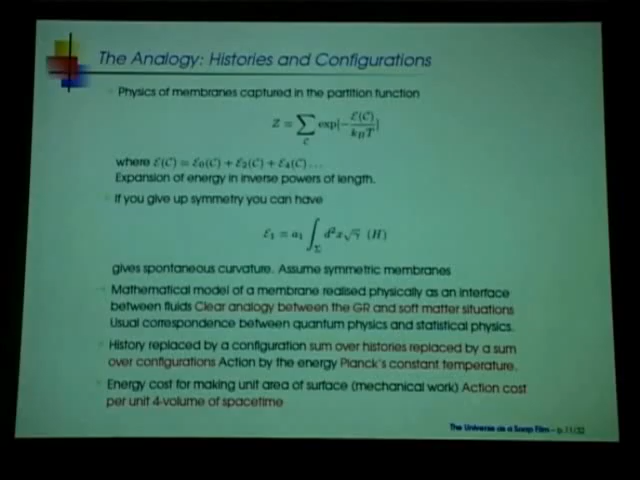 The Analogy: Histories and Configurations
Physics of membranes captured in the partition function
Z = ∑_C exp[−E(C)/k_B T]
where E(C) = E₀(C) + E₂(C) + E₄(C) . . .
Expansion of energy in inverse powers of length.
If you give up symmetry you can have
E₁ = a₁ ∫_Σ d²x√γ (H)
gives spontaneous curvature. Assume symmetric membranes
Mathematical model of a membrane realised physically as an interface
between fluids Clear analogy between the GR and soft matter situations
Usual correspondence between quantum physics and statistical physics.
History replaced by a configuration sum over histories replaced by a sum
over configurations Action by the energy Planck's constant temperature.
Energy cost for making unit area of surface (mechanical work) Action cost
per unit 4-volume of spacetime
The Universe as a Soap Film – p.11/32